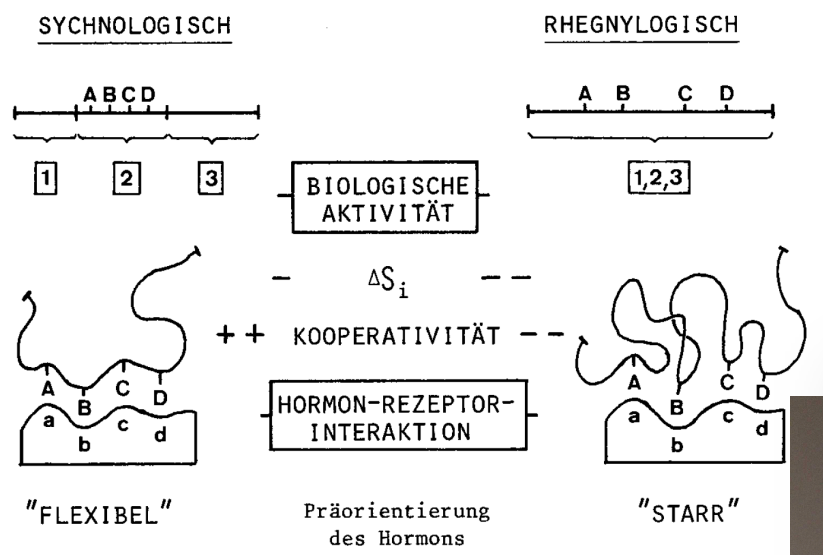 SYCHNOLOGISCH
RHEGNYLOGISCH
A B C D
A B C D
1 2 3
1,2,3
BIOLOGISCHE
AKTIVITÄT
- ΔSi - -
+ + KOOPERATIVITÄT - -
A B C D
a b c d
A B C D
a b c d
HORMON-REZEPTOR-
INTERAKTION
"FLEXIBEL"
Präorientierung
des Hormons
"STARR"